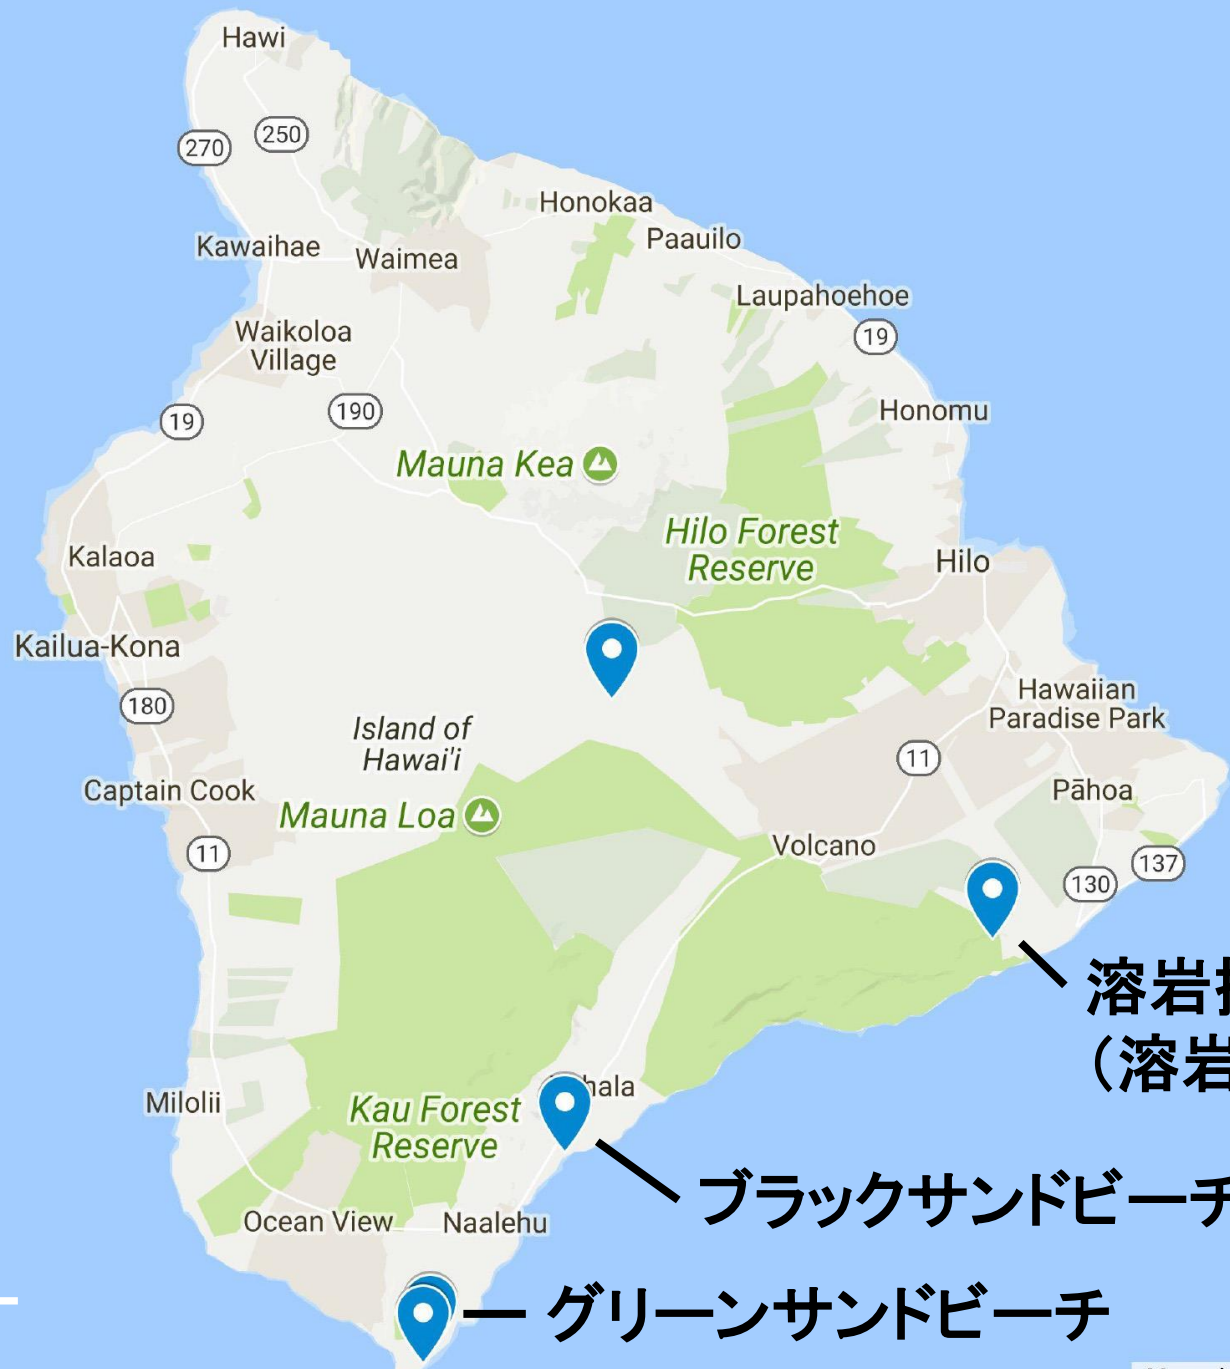 Hawi
250
270
Honokaa
Paauilo
Kawaihae
Waimea
Laupahoehoe
19
Waikoloa
Village
190
19
Honomu
Mauna Kea
Hilo Forest
Reserve
Kalaoa
Hilo
Kailua-Kona
Hawaiian
Paradise Park
180
Island of
Hawai'i
11
Captain Cook
Pāhoa
Mauna Loa
Volcano
11
137
130
溶岩
(溶岩
Milolii
Kau Forest
Reserve
ブラックサンドビーチ
Ocean View
Naalehu
グリーンサンドビーチ